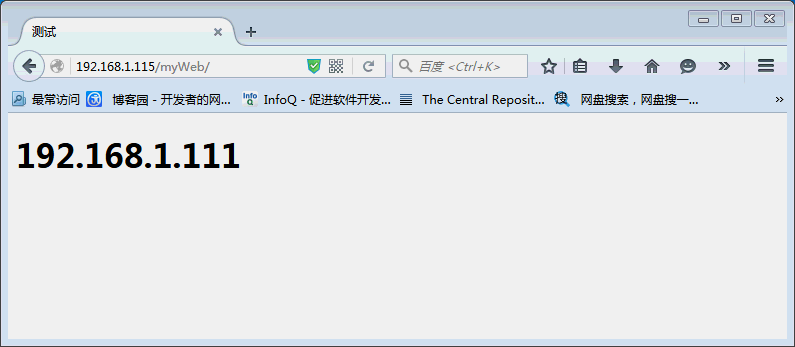 测试
192.168.1.115/myWeb/
百度 <Ctrl+K>
最常访问 博客园 - 开发者的网... Info Q InfoQ - 促进软件开发... The Central Reposit... 搜 网盘搜索，网盘搜一...
192.168.1.111